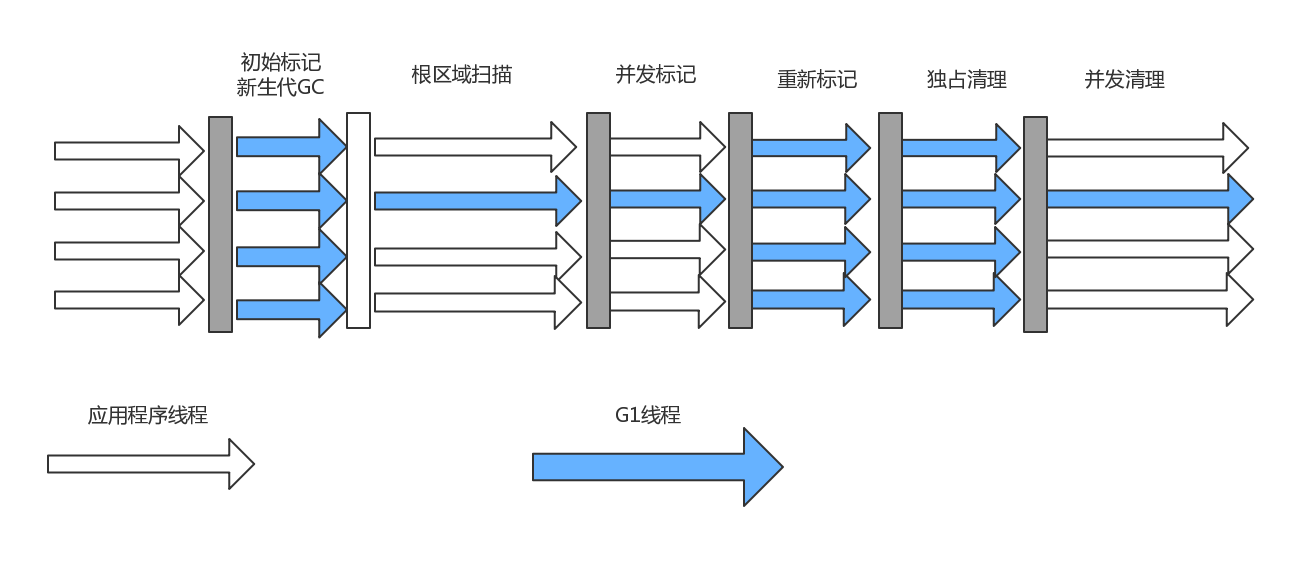 初始标记
新生代GC
根区域扫描
并发标记
重新标记
独占清理
并发清理
应用程序线程
G1线程